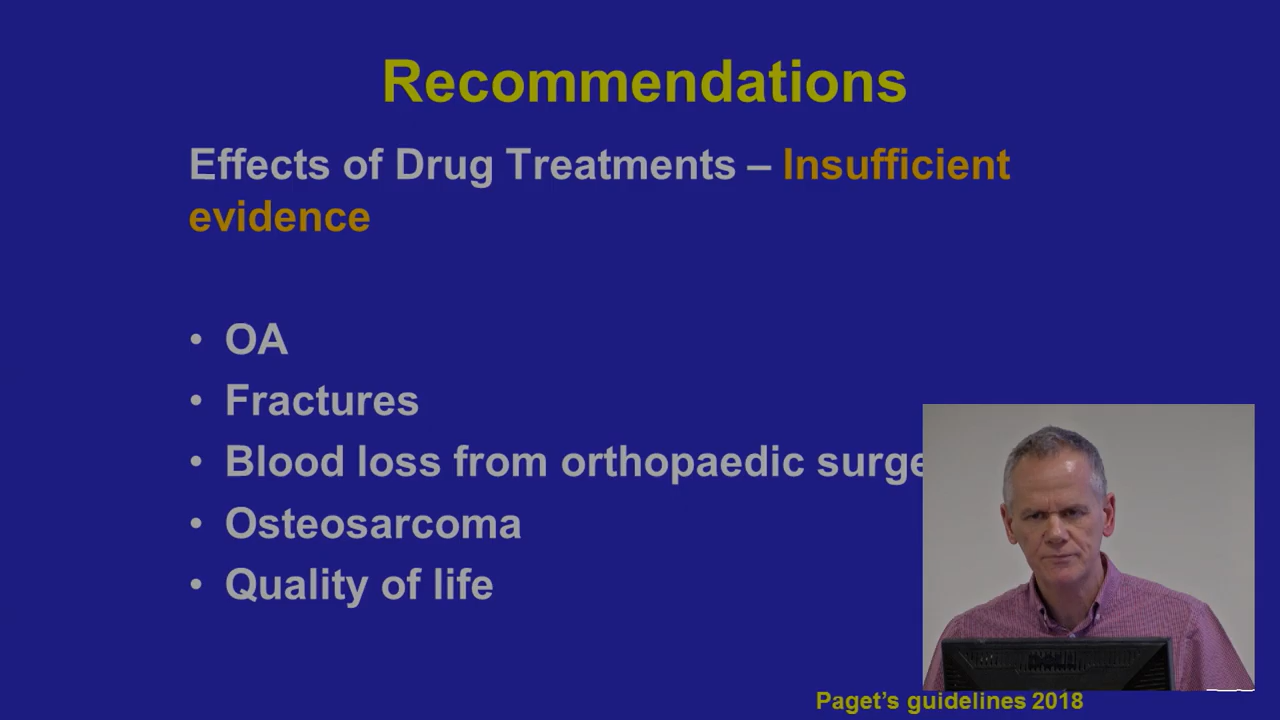 Recommendations
Effects of Drug Treatments – Insufficient
evidence
• OA
• Fractures
• Blood loss from orthopaedic
• Osteosarcoma
• Quality of life
Paget’s guidelines 2018